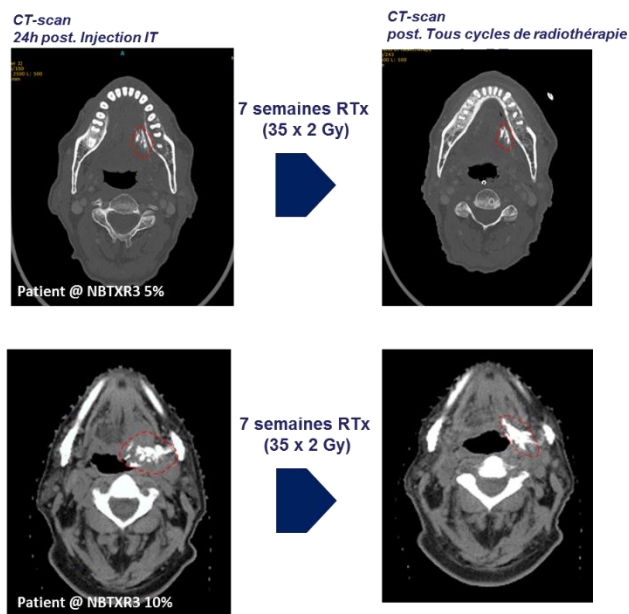 CT-scan
24h post. Injection IT
CT-scan
post. Tous cycles de radiothérapie
A
7 semaines RTx
(35 x 2 Gy)
Patient @ NBTXR3 5%
7 semaines RTx
(35 x 2 Gy)
Patient @ NBTXR3 10%